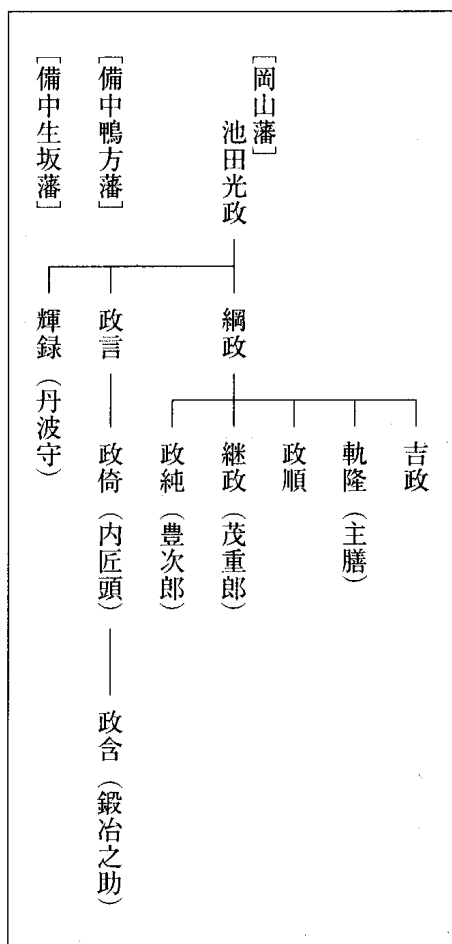 [岡山藩]
池田光政
綱政
吉政
軌隆（主膳）
政順
継政（茂重郎）
政純（豊次郎）
[備中鴨方藩]
政言
政倚（内匠頭）
政含（鍛冶之助）
[備中生坂藩]
輝録（丹波守）